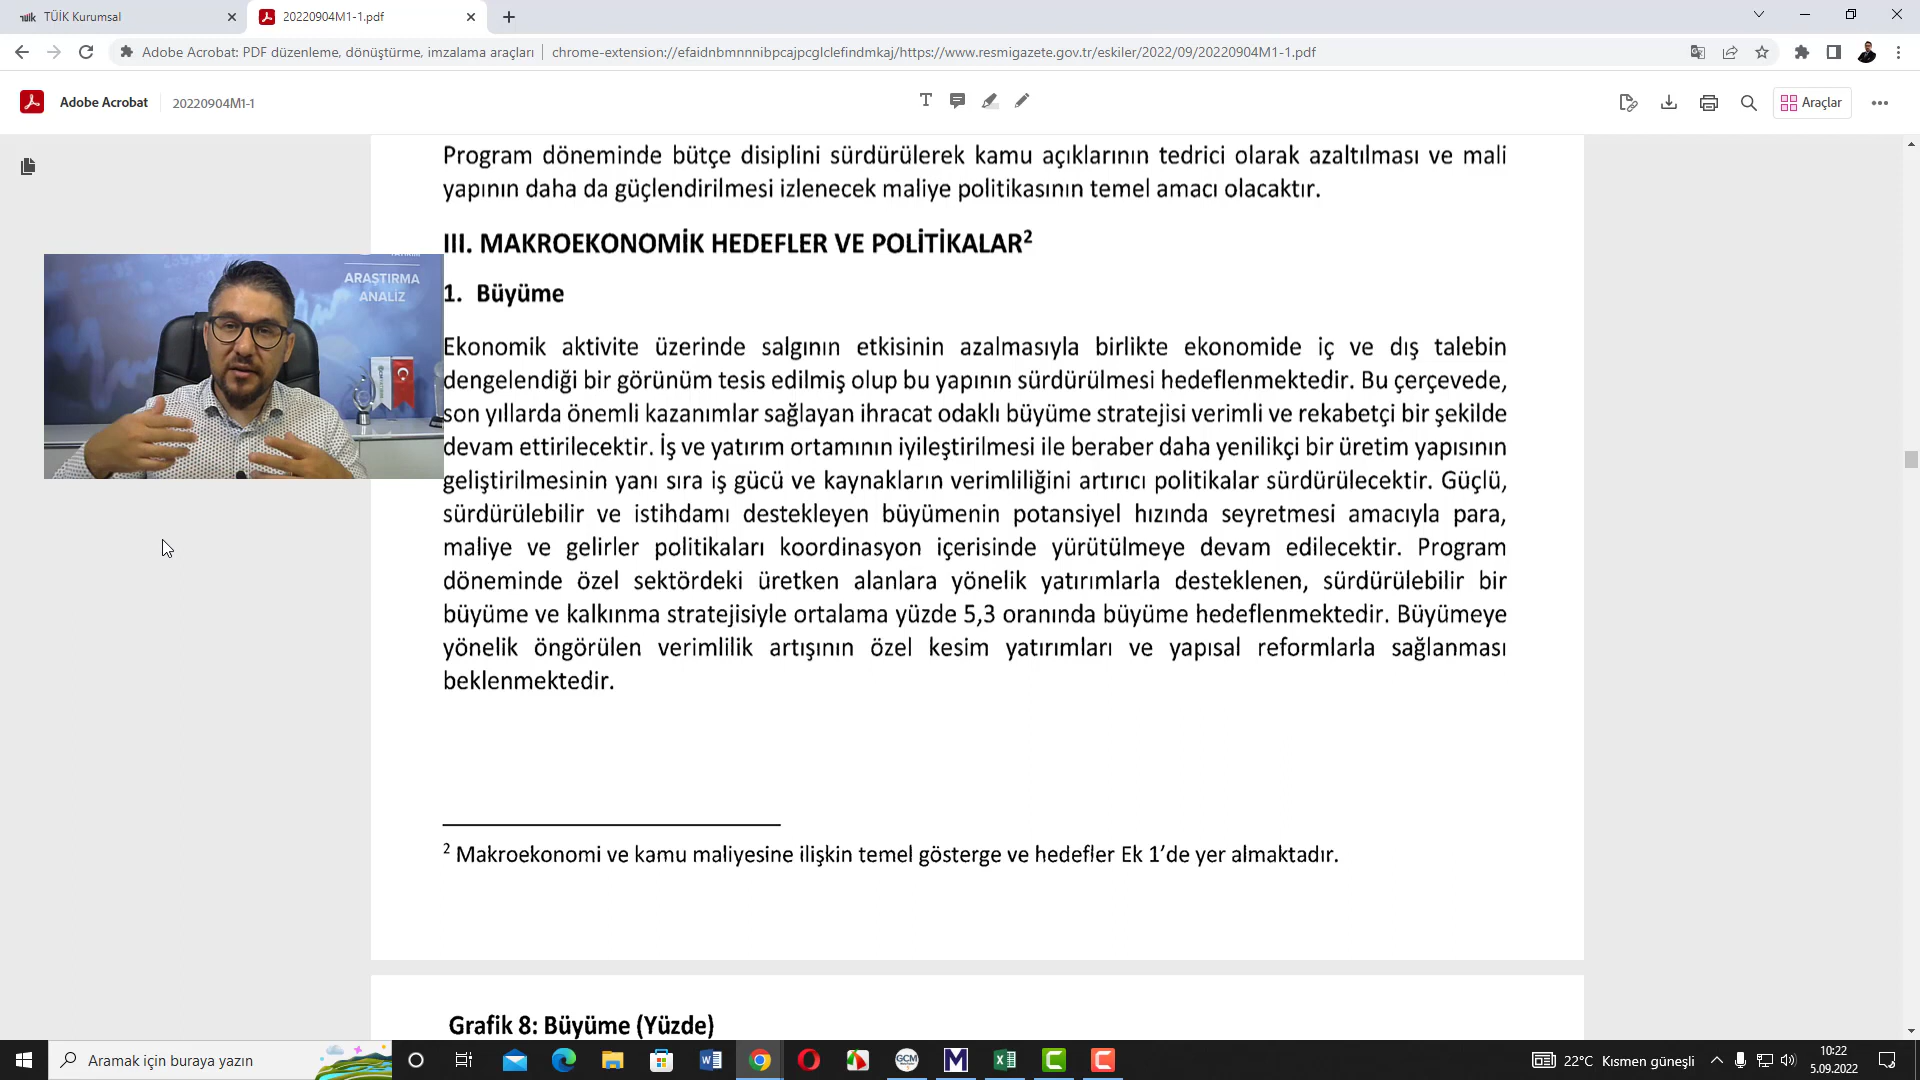 TÜİK Kurumsal
20220904M1-1.pdf
Adobe Acrobat: PDF düzenleme, dönüştürme, imzalama araçları
chrome-extension://efaidnbmnnnibpcajpcglclefindmkaj/https://www.resmigazete.gov.tr/eskiler/2022/09/20220904M1-1.pdf
Adobe Acrobat
20220904M1-1
Araçlar
Program döneminde bütçe disiplini sürdürülerek kamu açıklarının tedrici olarak azaltılması ve mali
yapının daha da güçlendirilmesi izlenecek maliye politikasının temel amacı olacaktır.
III. MAKROEKONOMİK HEDEFLER VE POLİTİKALAR²
ARAŞTIRMA
ANALİZ
1. Büyüme
Ekonomik aktivite üzerinde salgının etkisinin azalmasıyla birlikte ekonomide iç ve dış talebin
dengelendiği bir görünüm tesis edilmiş olup bu yapının sürdürülmesi hedeflenmektedir. Bu çerçevede,
son yıllarda önemli kazanımlar sağlayan ihracat odaklı büyüme stratejisi verimli ve rekabetçi bir şekilde
devam ettirilecektir. İş ve yatırım ortamının iyileştirilmesi ile beraber daha yenilikçi bir üretim yapısının
geliştirilmesinin yanı sıra iş gücü ve kaynakların verimliliğini artırıcı politikalar sürdürülecektir. Güçlü,
sürdürülebilir ve istihdamı destekleyen büyümenin potansiyel hızında seyretmesi amacıyla para,
maliye ve gelirler politikaları koordinasyon içerisinde yürütülmeye devam edilecektir. Program
döneminde özel sektördeki üretken alanlara yönelik yatırımlarla desteklenen, sürdürülebilir bir
büyüme ve kalkınma stratejisiyle ortalama yüzde 5,3 oranında büyüme hedeflenmektedir. Büyümeye
yönelik öngörülen verimlilik artışının özel kesim yatırımları ve yapısal reformlarla sağlanması
beklenmektedir.
² Makroekonomi ve kamu maliyesine ilişkin temel gösterge ve hedefler Ek 1'de yer almaktadır.
Grafik 8: Büyüme (Yüzde)
Aramak için buraya yazın
GCM
22°C Kısmen güneşli
10:22
5.09.2022